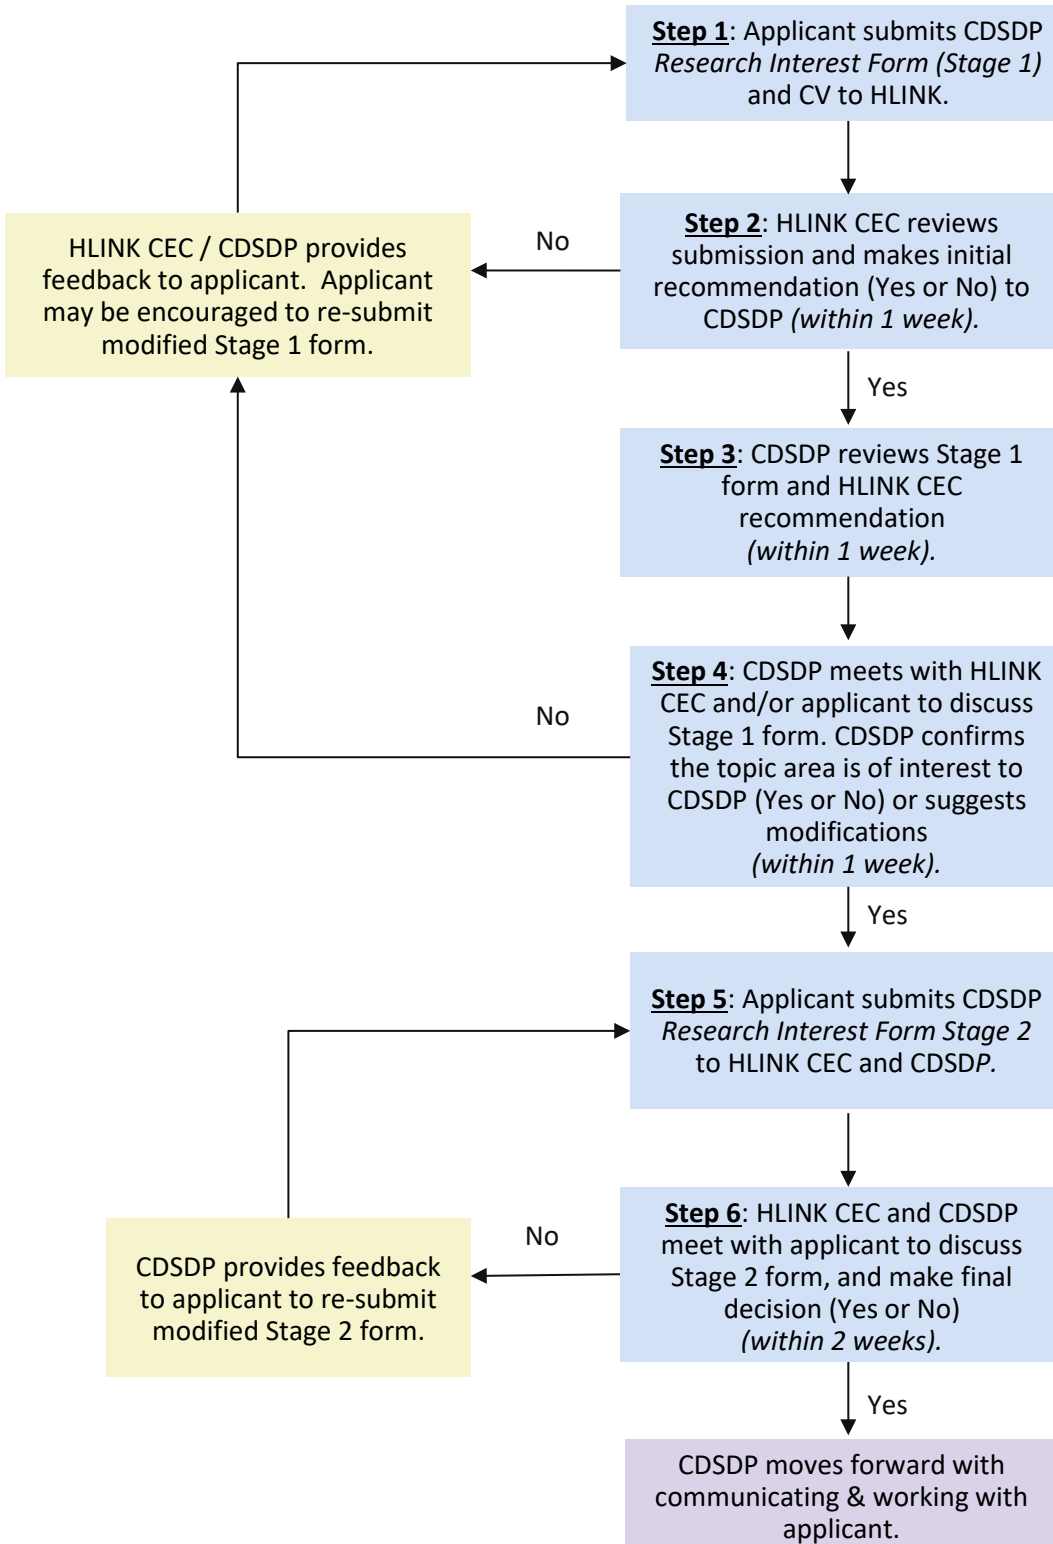 Step 1: Applicant submits CDSDP
Research Interest Form (Stage 1)
and CV to HLINK.
Step 2: HLINK CEC reviews
submission and makes initial
recommendation (Yes or No) to
CDSDP (within 1 week).
No
HLINK CEC / CDSDP provides
feedback to applicant.  Applicant
may be encouraged to re-submit
modified Stage 1 form.
Yes
Step 3: CDSDP reviews Stage 1
form and HLINK CEC
recommendation
(within 1 week).
Step 4: CDSDP meets with HLINK
CEC and/or applicant to discuss
Stage 1 form. CDSDP confirms
the topic area is of interest to
CDSDP (Yes or No) or suggests
modifications
(within 1 week).
No
Yes
Step 5: Applicant submits CDSDP
Research Interest Form Stage 2
to HLINK CEC and CDSDP.
Step 6: HLINK CEC and CDSDP
meet with applicant to discuss
Stage 2 form, and make final
decision (Yes or No)
(within 2 weeks).
No
CDSDP provides feedback
to applicant to re-submit
modified Stage 2 form.
Yes
CDSDP moves forward with
communicating & working with
applicant.